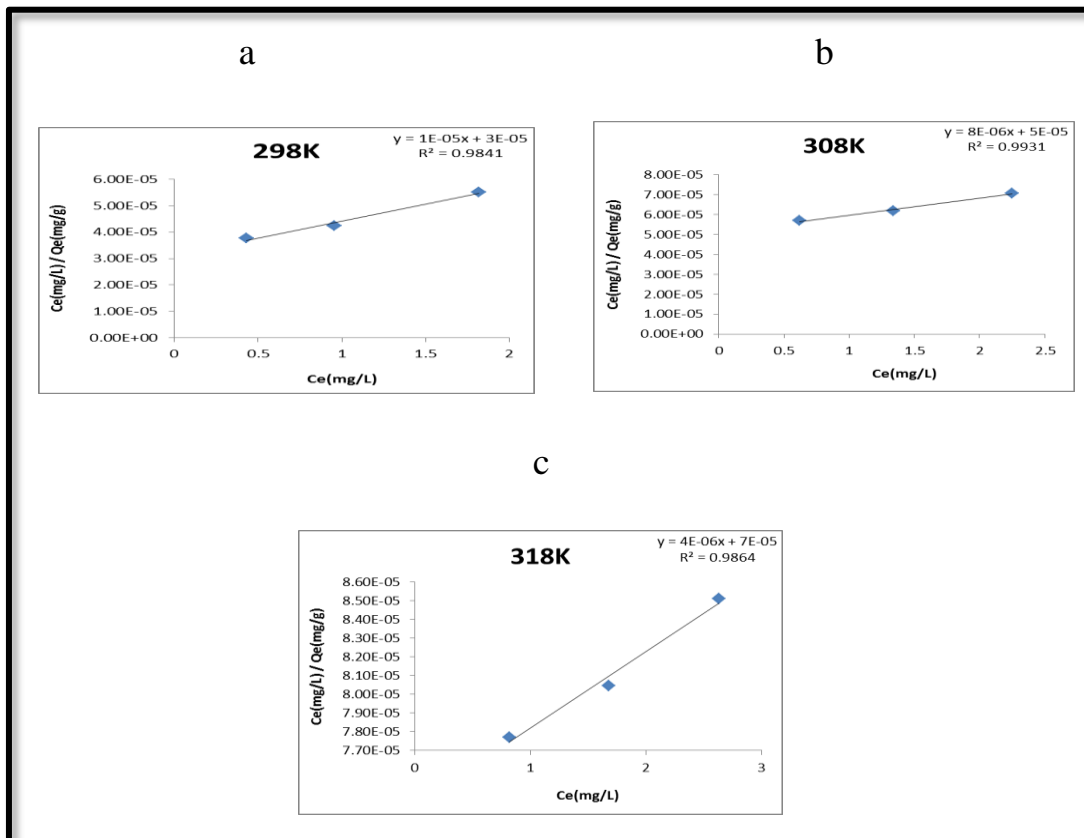 a
b
298K
y = 1E-05x + 3E-05
R² = 0.9841
6.00E-05
5.00E-05
4.00E-05
3.00E-05
2.00E-05
1.00E-05
0.00E+00
Ce(mg/L) / Qe(mg/g)
0 0.5 1 1.5 2
Ce(mg/L)
308K
y = 8E-06x + 5E-05
R² = 0.9931
8.00E-05
7.00E-05
6.00E-05
5.00E-05
4.00E-05
3.00E-05
2.00E-05
1.00E-05
0.00E+00
Ce(mg/L) / Qe(mg/g)
0 0.5 1 1.5 2 2.5
Ce(mg/L)
c
318K
y = 4E-06x + 7E-05
R² = 0.9864
8.60E-05
8.50E-05
8.40E-05
8.30E-05
8.20E-05
8.10E-05
8.00E-05
7.90E-05
7.80E-05
7.70E-05
Ce(mg/L) / Qe(mg/g)
0 1 2 3
Ce(mg/L)